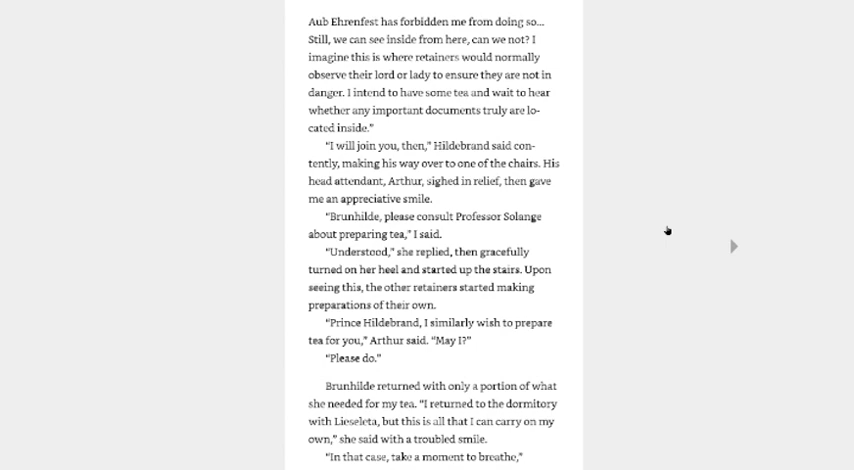 Aub Ehrenfest has forbidden me from doing so...
Still, we can see inside from here, can we not? I
imagine this is where retainers would normally
observe their lord or lady to ensure they are not in
danger. I intend to have some tea and wait to hear
whether any important documents truly are lo-
cated inside.”
“I will join you, then,” Hildebrand said con-
tently, making his way over to one of the chairs. His
head attendant, Arthur, sighed in relief, then gave
me an appreciative smile.
“Brunhilde, please consult Professor Solange
about preparing tea,” I said.
“Understood,” she replied, then gracefully
turned on her heel and started up the stairs. Upon
seeing this, the other retainers started making
preparations of their own.
“Prince Hildebrand, I similarly wish to prepare
tea for you,” Arthur said. “May I?”
“Please do.”
Brunhilde returned with only a portion of what
she needed for my tea. “I returned to the dormitory
with Lieseleta, but this is all that I can carry on my
own,” she said with a troubled smile.
“In that case, take a moment to breathe,”